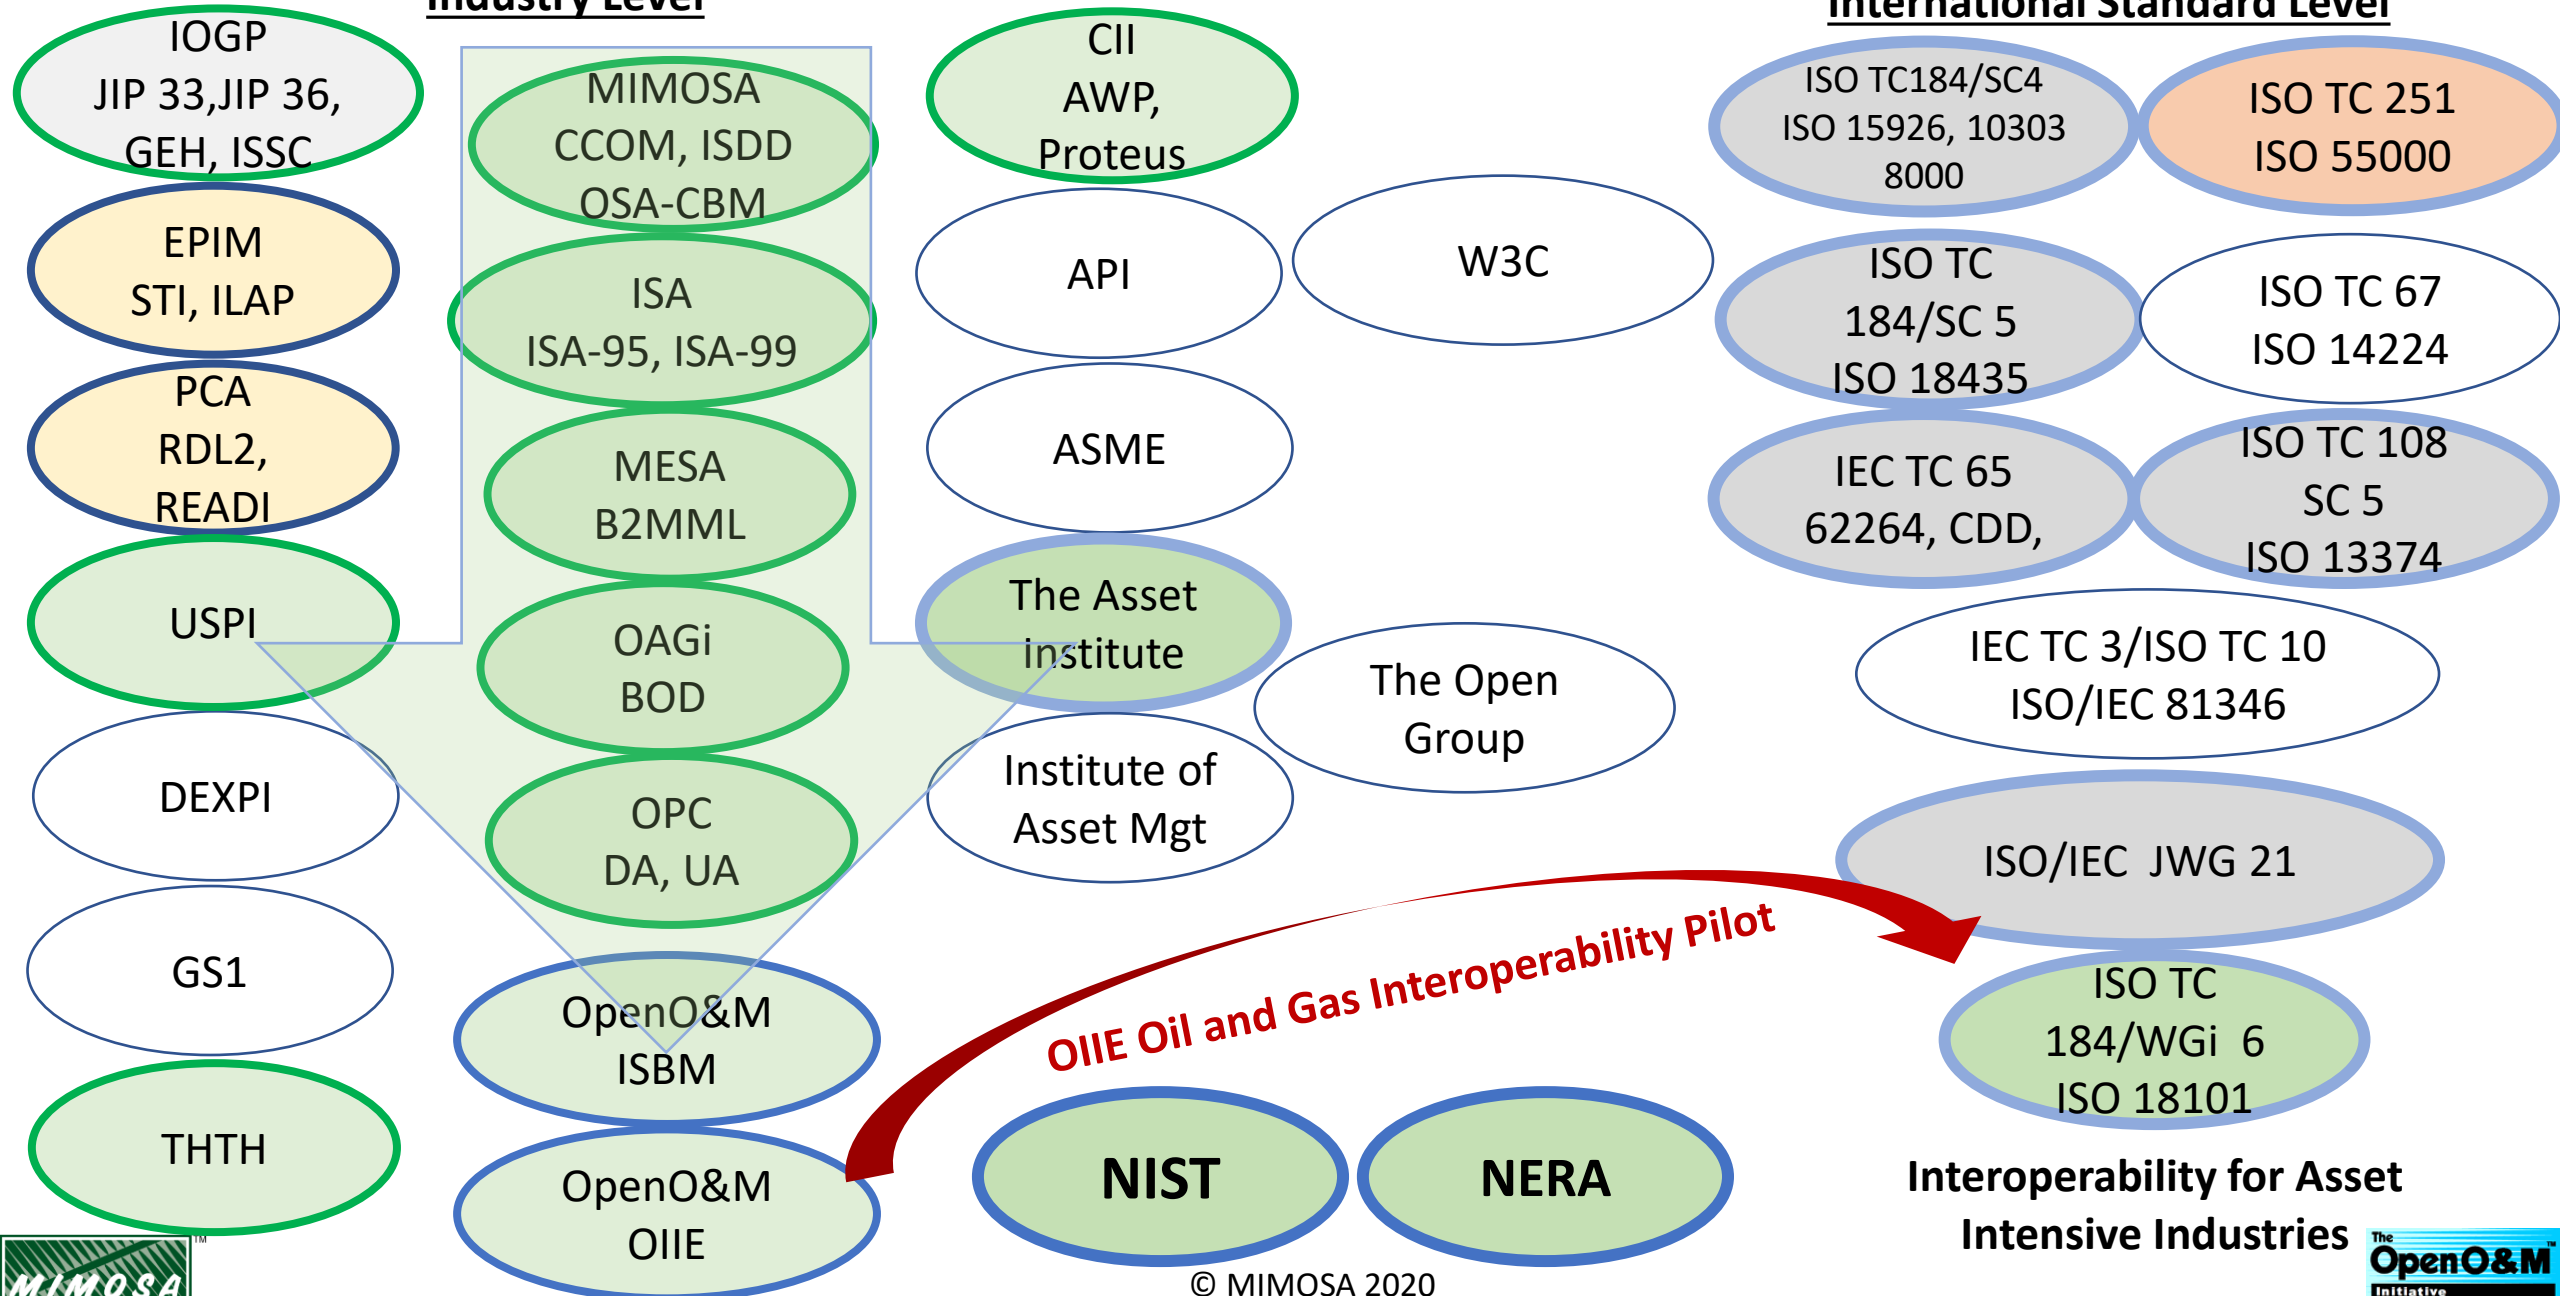 Industry Level
International Standard Level
IOGP
JIP 33,JIP 36,
GEH, ISSC
EPIM
STI, ILAP
PCA
RDL2,
READI
USPI
DEXPI
GS1
THTH
MIMOSA
CCOM, ISDD
OSA-CBM
ISA
ISA-95, ISA-99
MESA
B2MML
OAGi
BOD
OPC
DA, UA
OpenO&M
ISBM
OpenO&M
OIIE
CII
AWP,
Proteus
API
W3C
ASME
The Asset
institute
The Open
Group
Institute of
Asset Mgt
OIIE Oil and Gas Interoperability Pilot
NIST
NERA
ISO TC184/SC4
ISO 15926, 10303
8000
ISO TC 251
ISO 55000
ISO TC
184/SC 5
ISO 18435
ISO TC 67
ISO 14224
IEC TC 65
62264, CDD,
ISO TC 108
SC 5
ISO 13374
IEC TC 3/ISO TC 10
ISO/IEC 81346
ISO/IEC JWG 21
ISO TC
184/WGi 6
ISO 18101
Interoperability for Asset
Intensive Industries
MIMOSA
TM
© MIMOSA 2020
The
OpenO&M™
Initiative